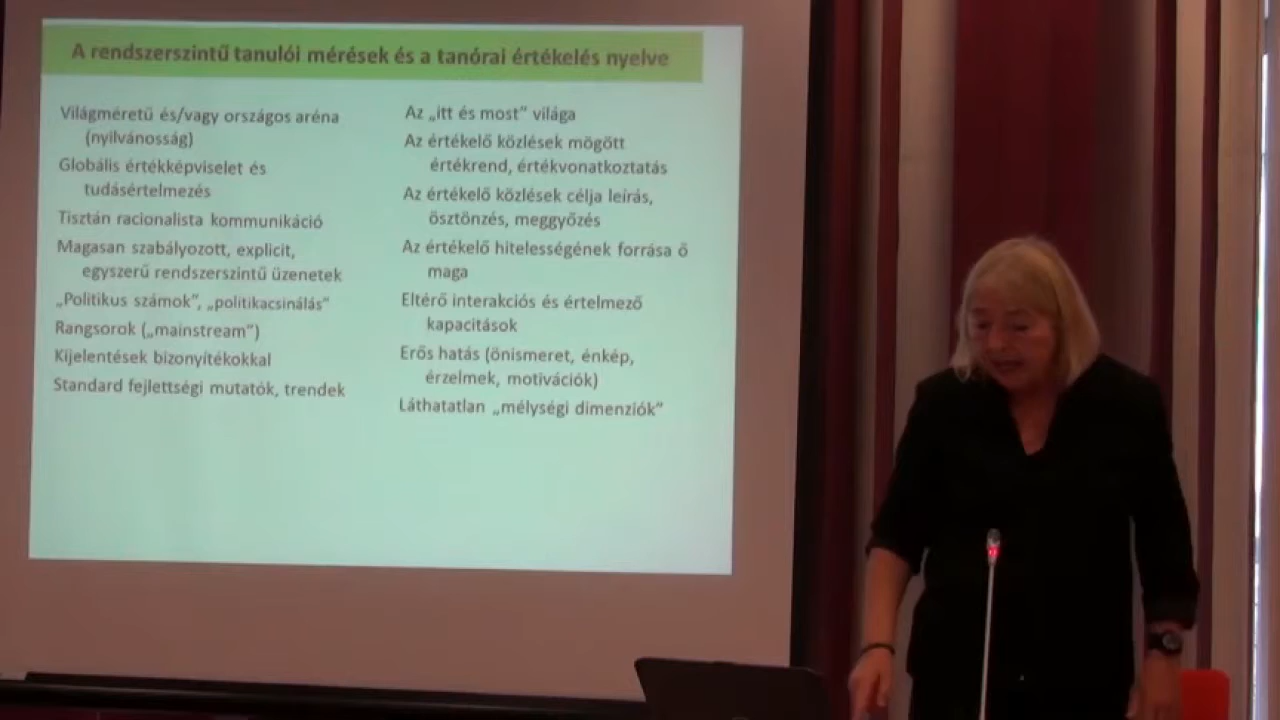 A rendszerszintű tanulói mérések és a tanórai értékelés nyelve
Világméretű és/vagy országos aréna
(nyilvánosság)
Globális értékképviselet és
tudásértelmezés
Tisztán racionalista kommunikáció
Magasan szabályozott, explicit,
egyszerű rendszerszintű üzenetek
„Politikus számok”, „politikacsinálás”
Rangsorok („mainstream”)
Kijelentések bizonyítékokkal
Standard fejlettségi mutatók, trendek
Az „itt és most” világa
Az értékelő közlések mögött
értékrend, értékvonatkoztatás
Az értékelő közlések célja leírás,
ösztönzés, meggyőzés
Az értékelő hitelességének forrása ő
maga
Eltérő interakciós és értelmező
kapacitások
Erős hatás (önismeret, énkép,
érzelmek, motivációk)
Láthatatlan „mélységi dimenziók”